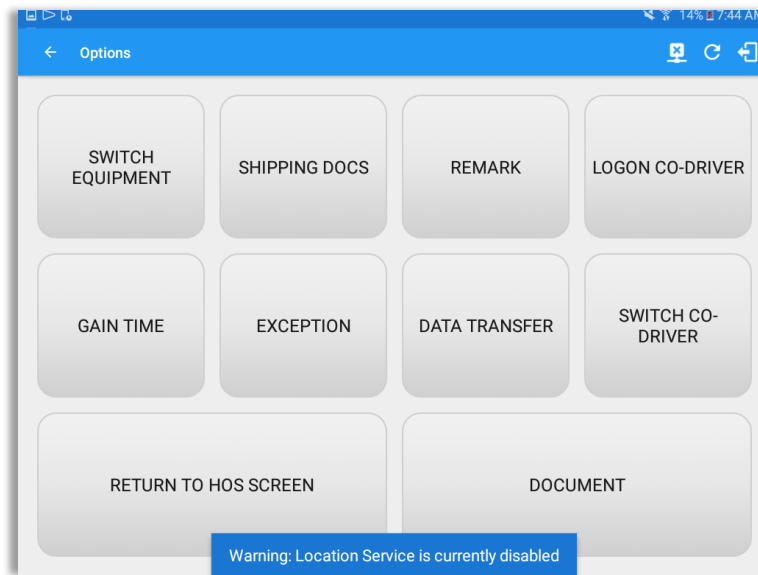 14% 7:44 AM
Options
SWITCH
EQUIPMENT
SHIPPING DOCS
REMARK
LOGON CO-DRIVER
GAIN TIME
EXCEPTION
DATA TRANSFER
SWITCH CO-
DRIVER
RETURN TO HOS SCREEN
DOCUMENT
Warning: Location Service is currently disabled